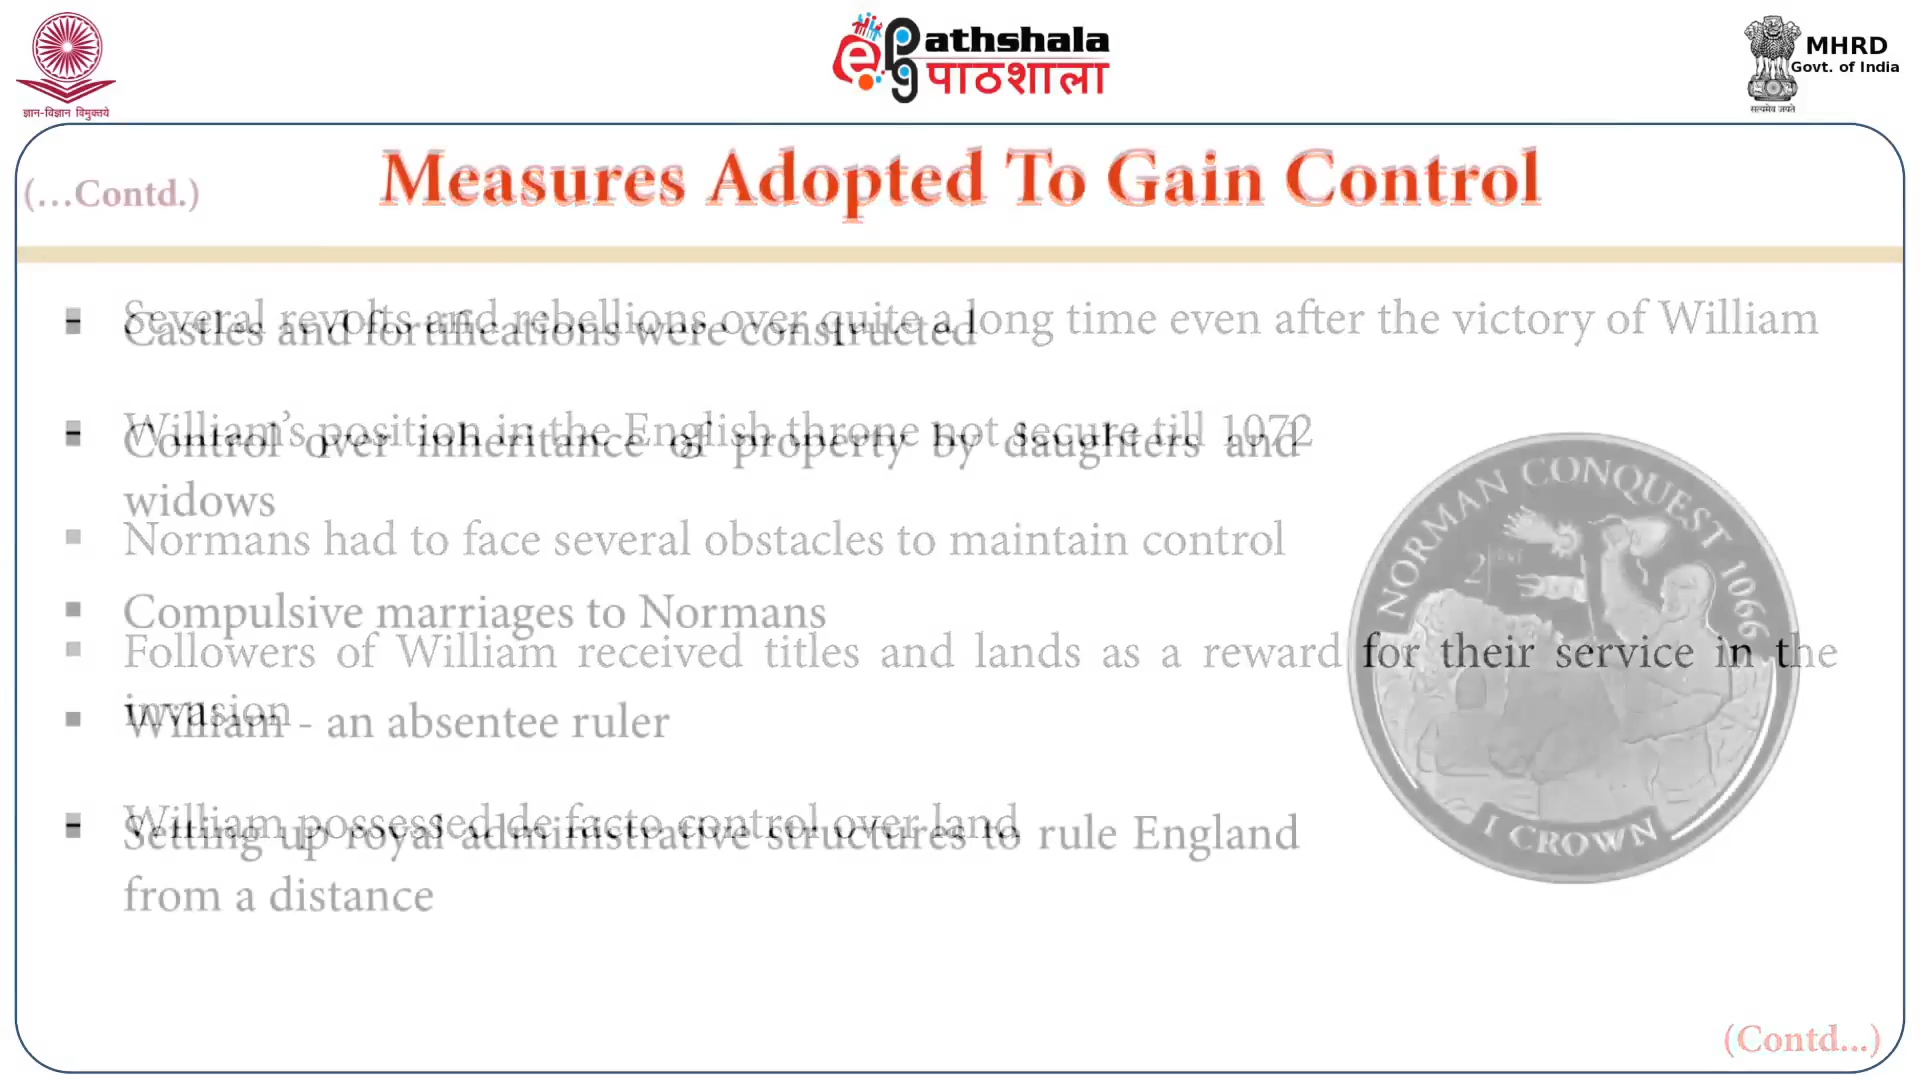 ज्ञान-विज्ञान विमुक्तये
ePG Pathshala
पाठशाला
सत्यमेव जयते
MHRD
Govt. of India
(...Contd.)
Measures Adopted To Gain Control
▪ Several revolts and rebellions over quite a long time even after the victory of William
▪ Castles and fortifications were constructed
▪ William's position in the English throne not secure till 1072
▪ Control over inheritance of property by daughters and
widows
▪ Normans had to face several obstacles to maintain control
▪ Compulsive marriages to Normans
▪ Followers of William received titles and lands as a reward for their service in the
invasion
▪ William - an absentee ruler
▪ William possessed de facto control over land
▪ Setting up royal administrative structures to rule England
from a distance
NORMAN CONQUEST 1066
1 CROWN
(Contd...)